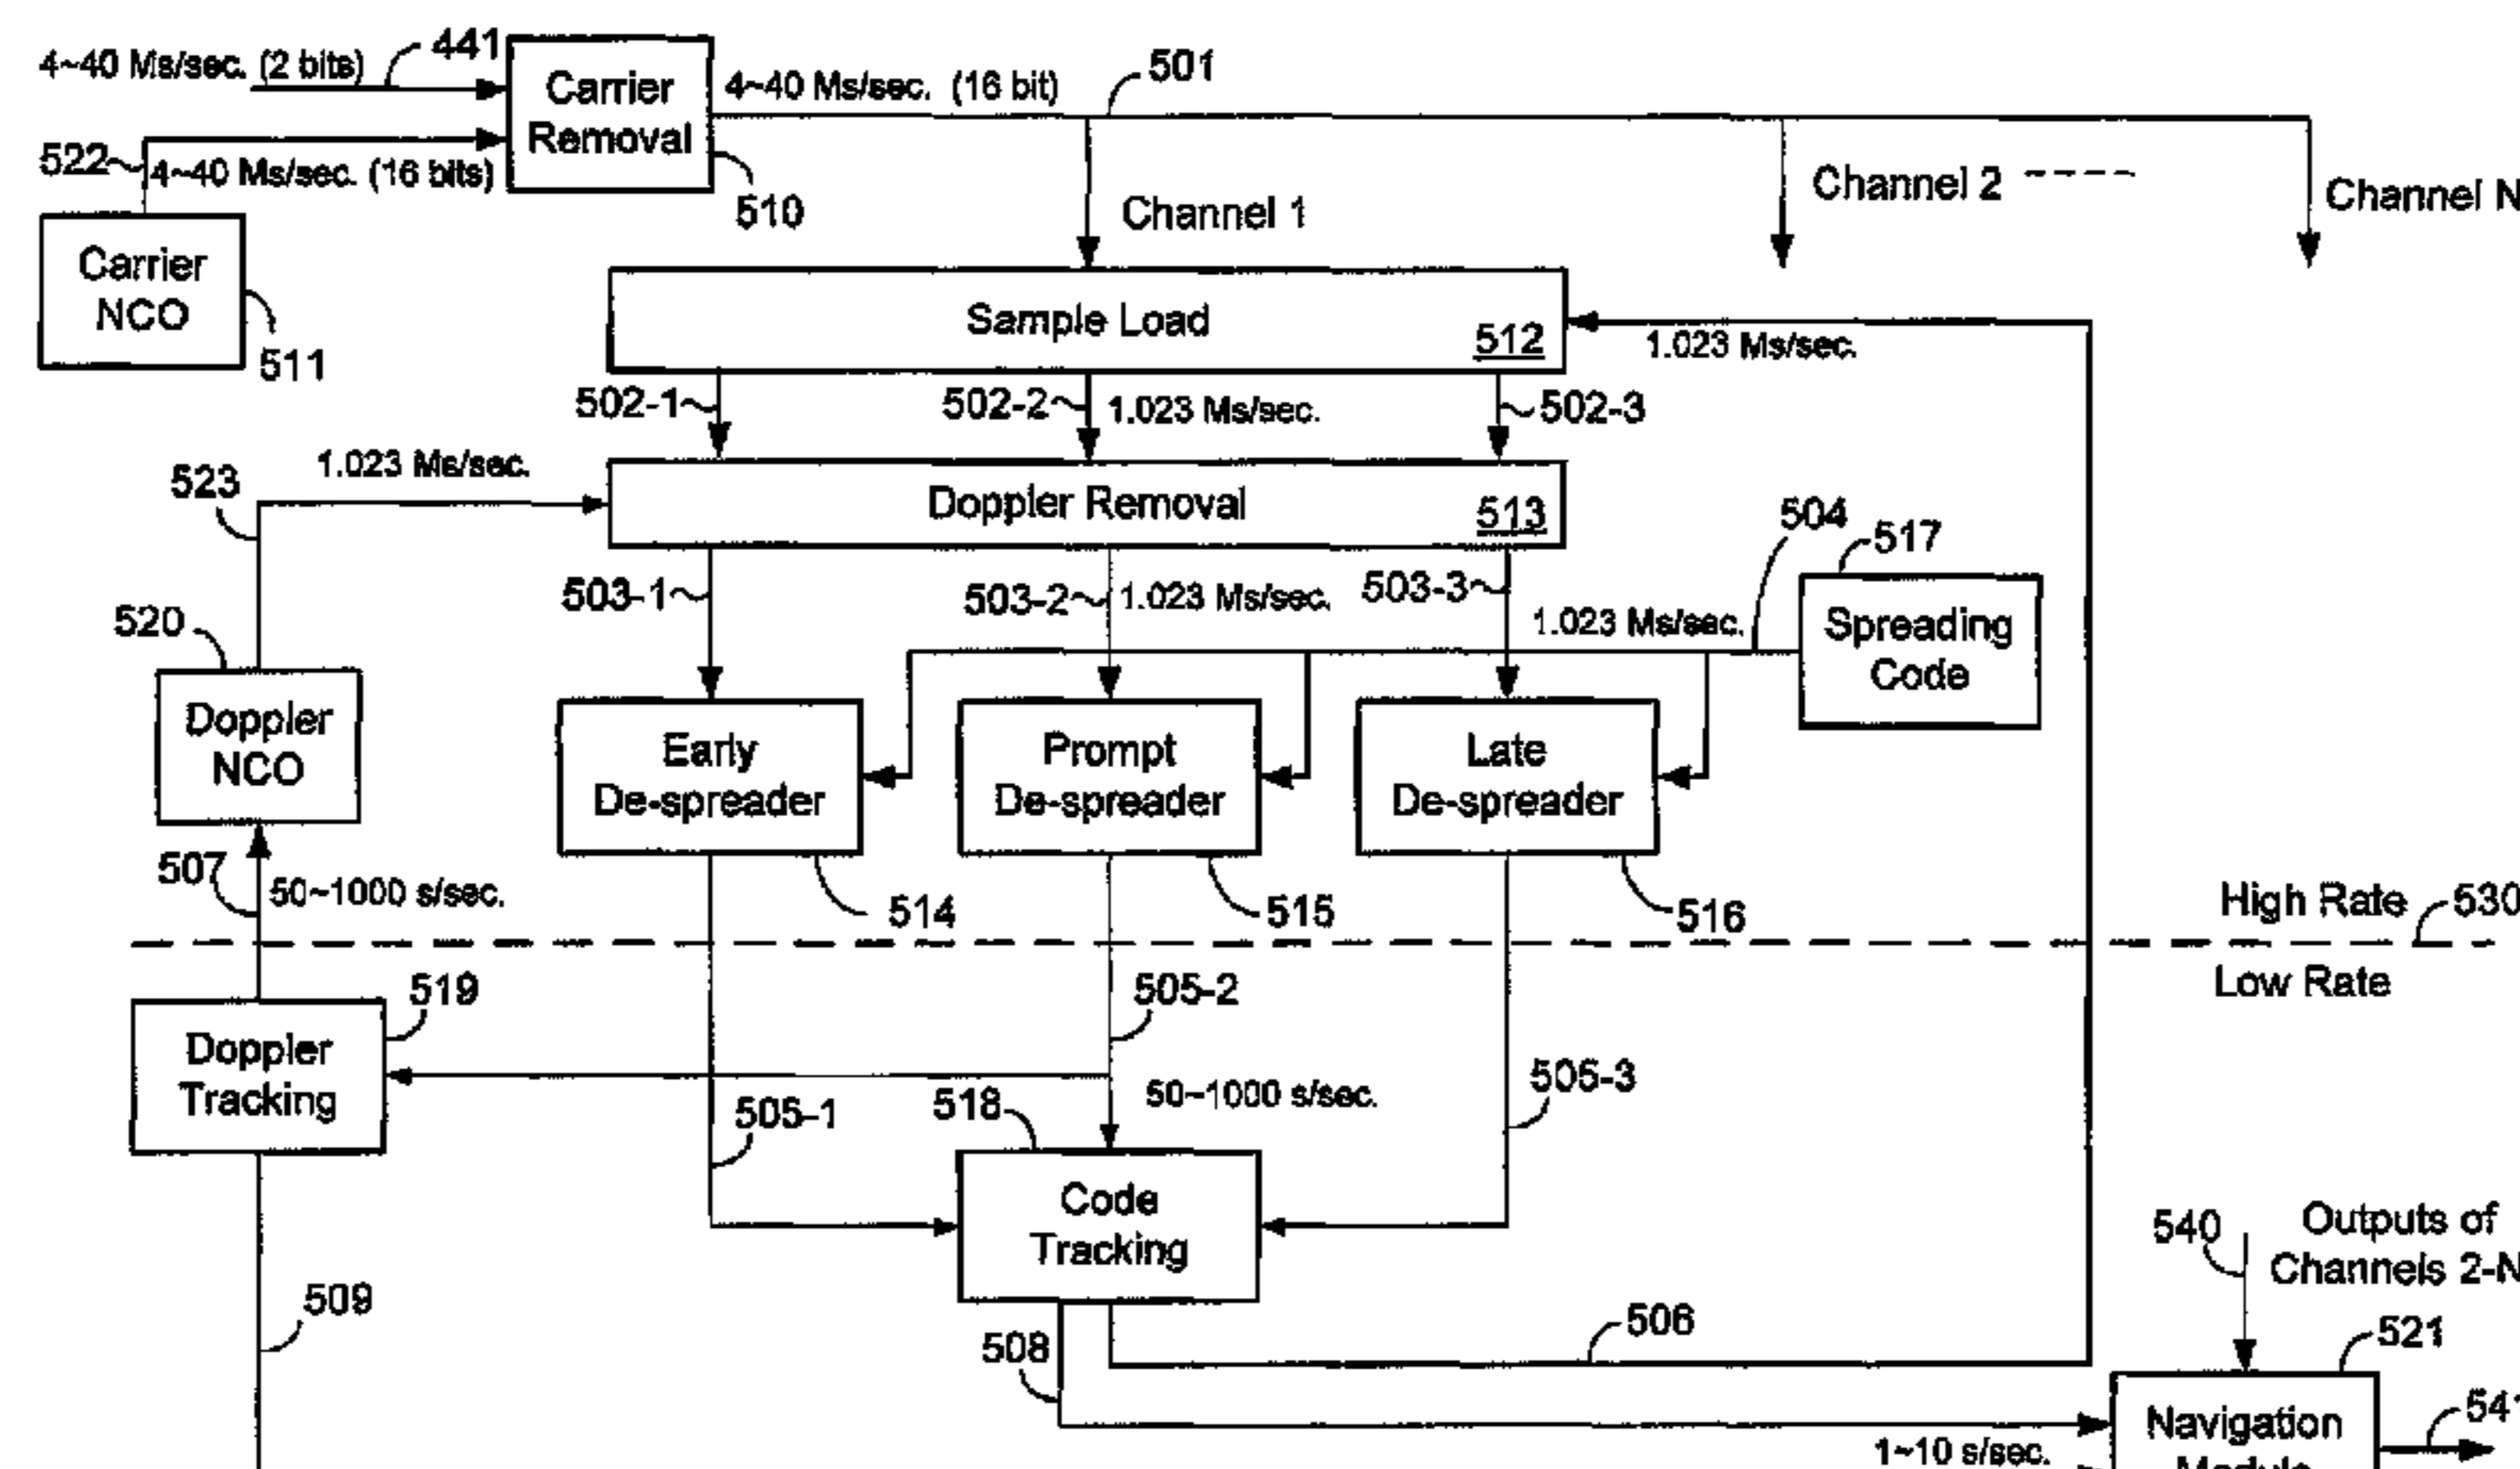 4~40 Ms/sec. (2 bits)
441
Carrier
Removal
4~40 Ms/sec. (16 bit)
501
522
4~40 Ms/sec. (16 bits)
510
Channel 1
Channel 2
Channel N
Carrier
NCO
511
Sample Load
512
1.023 Ms/sec.
502-1
502-2
1.023 Ms/sec.
502-3
523
1.023 Ms/sec.
Doppler Removal
513
504
517
503-1
503-2
1.023 Ms/sec.
503-3
1.023 Ms/sec.
Spreading
Code
520
Doppler
NCO
Early
De-spreader
Prompt
De-spreader
Late
De-spreader
507
50~1000 s/sec.
514
515
516
High Rate
530
Low Rate
519
505-2
Doppler
Tracking
505-1
518
50~1000 s/sec.
505-3
Code
Tracking
540
Outputs of
Channels 2-N
509
508
506
521
Navigation
541
1~10 s/sec.